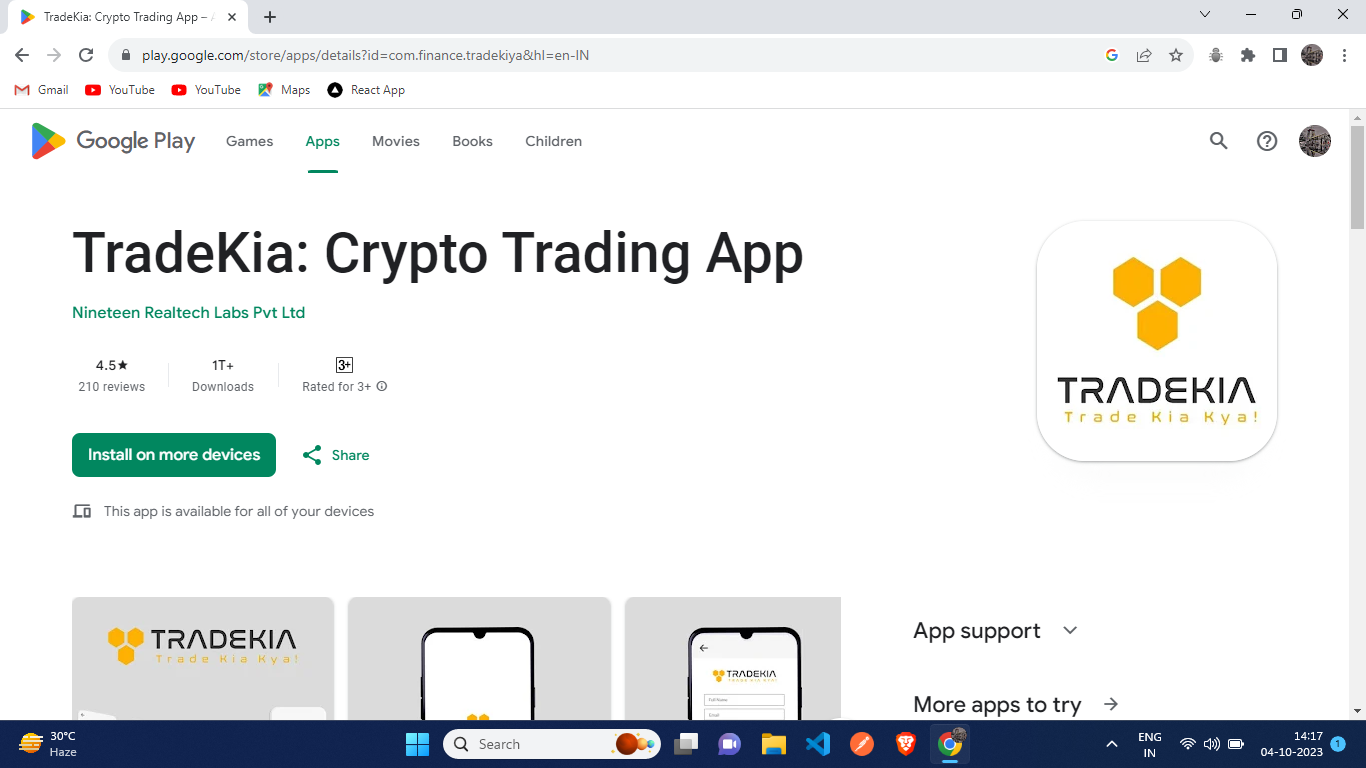 TradeKia: Crypto Trading App –
play.google.com/store/apps/details?id=com.finance.tradekiya&hl=en-IN
Gmail YouTube YouTube Maps React App
Google Play Games Apps Movies Books Children
TradeKia: Crypto Trading App
Nineteen Realtech Labs Pvt Ltd
4.5★ 1T+ 3+
210 reviews Downloads Rated for 3+
Install on more devices Share
This app is available for all of your devices
TRADEKIA
Trade Kia Kya!
TRADEKIA
Trade Kia Kya!
TRADEKIA
Trade Kia Kya!
Full Name
Email
App support
More apps to try
30°C
Haze
Search
ENG
IN
14:17
04-10-2023
1